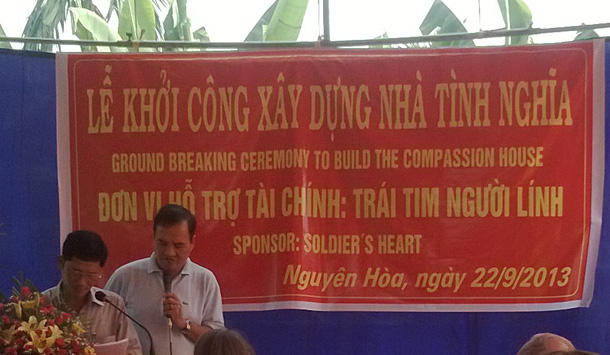 LỄ KHỞI CÔNG XÂY DỰNG NHÀ TÌNH NGHĨA
GROUND BREAKING CEREMONY TO BUILD THE COMPASSION HOUSE
ĐƠN VỊ HỖ TRỢ TÀI CHÍNH: TRÁI TIM NGƯỜI LÍNH
SPONSOR: SOLDIER´S HEART
Nguyên Hòa, ngày 22/9/2013